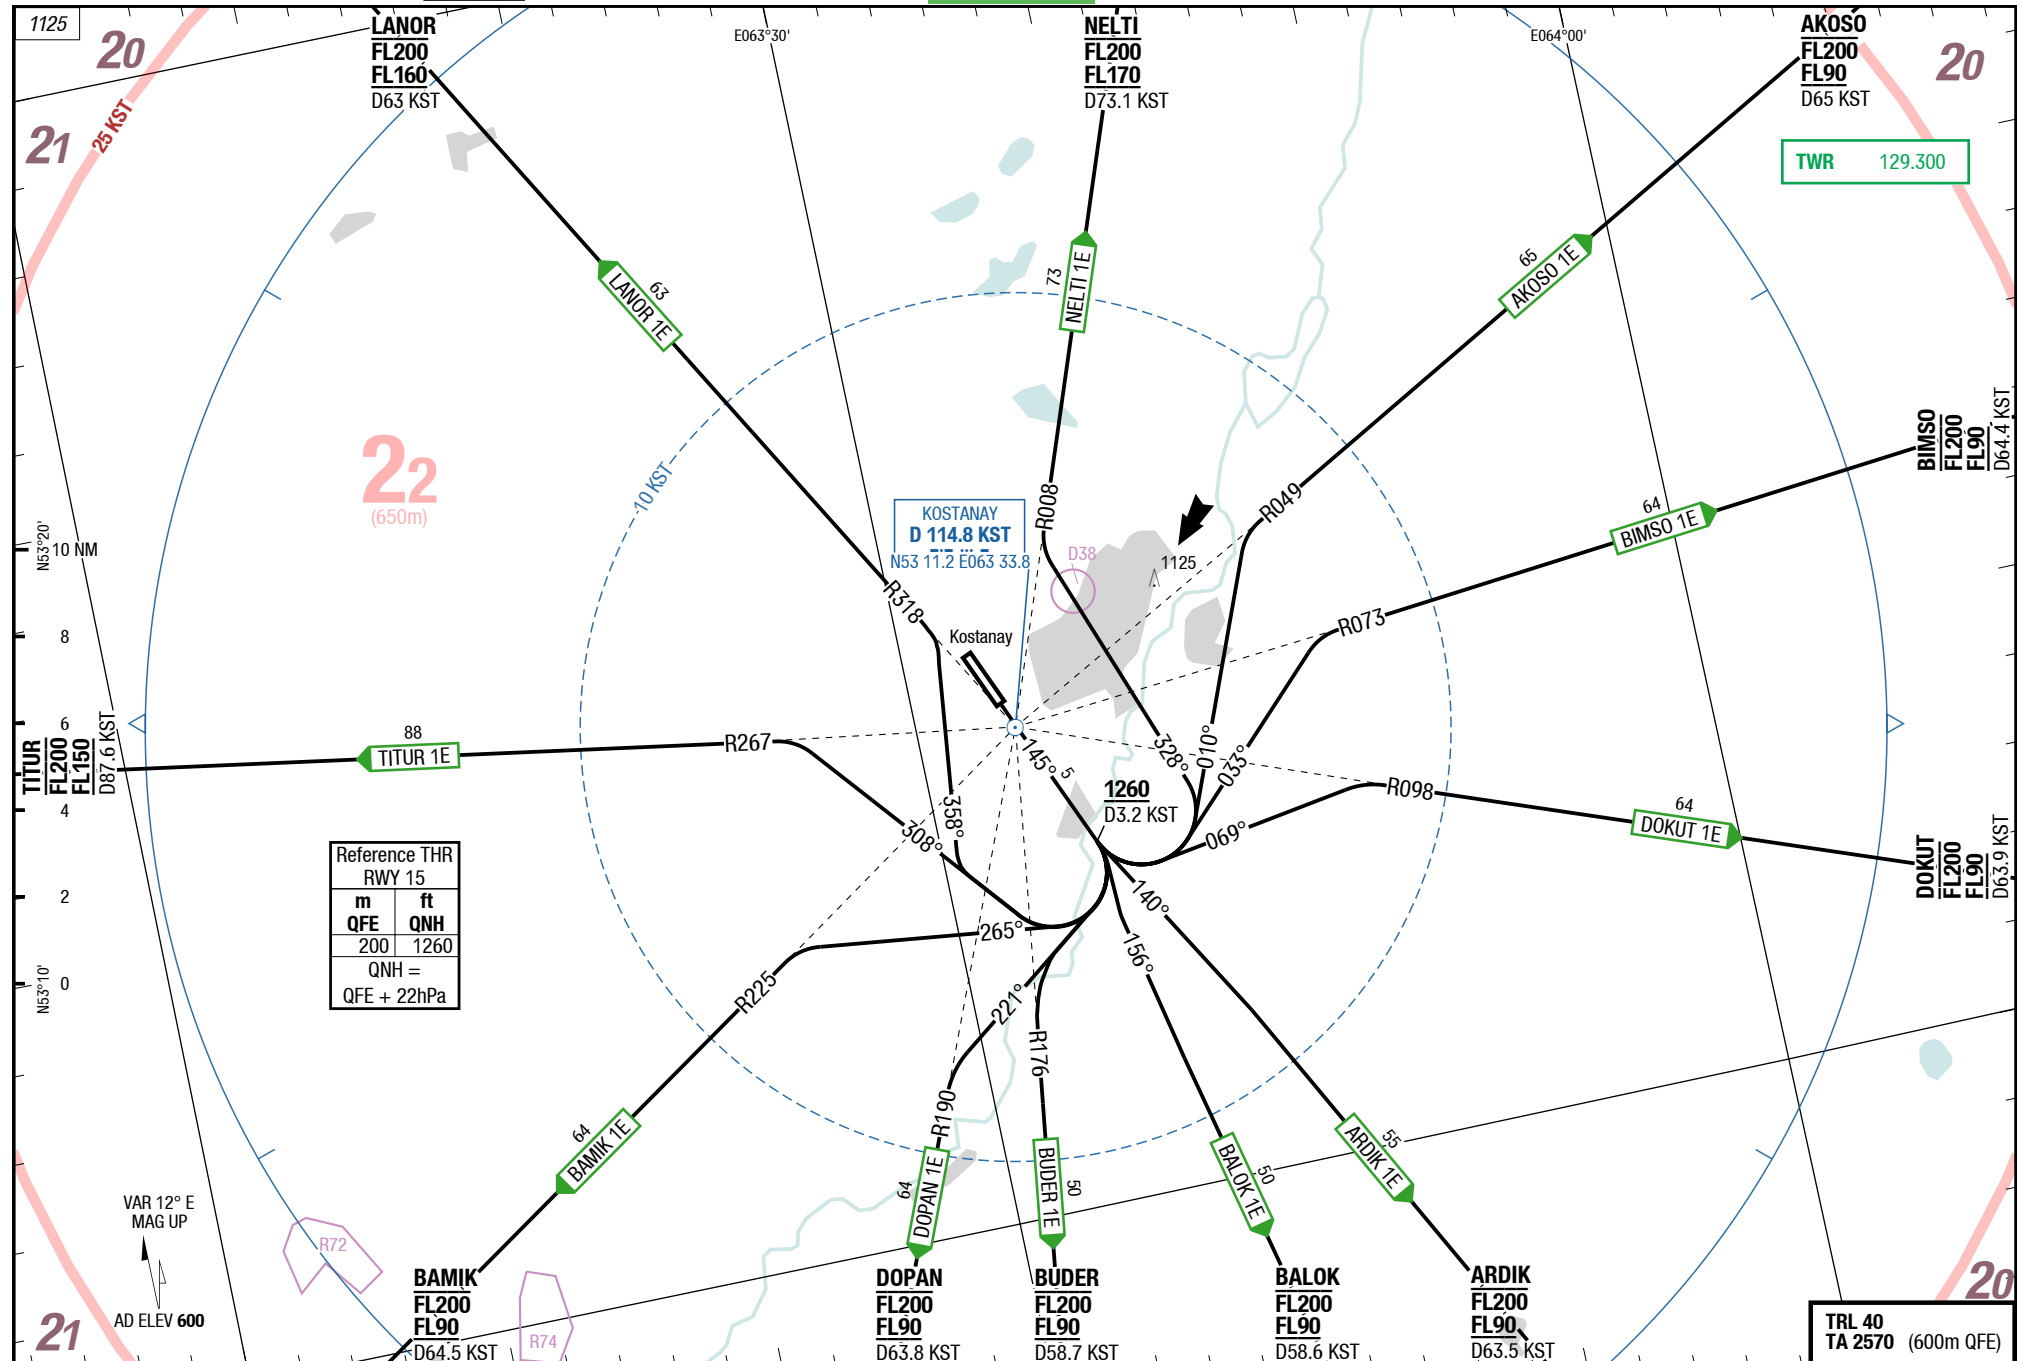 1125
20
21
25 KST
LANOR
FL200
FL160
D63 KST
E063°30'
NELTI
FL200
FL170
D73.1 KST
E064°00'
AKOSO
FL200
FL90
D65 KST
20
TWR 129.300
63
LANOR 1E
73
NELTI 1E
65
AKOSO 1E
22
(650m)
10 KST
KOSTANAY
D 114.8 KST
N53 11.2 E063 33.8
R008
D38
1125
R049
64
BIMSO 1E
BIMSO
FL200
FL90
D64.4 KST
N53°20'
10 NM
8
6
4
2
0
N53°10'
R318
Kostanay
R073
TITUR
FL200
FL150
D87.6 KST
88
TITUR 1E
R267
145°
5
328°
010°
033°
1260
D3.2 KST
069°
R098
64
DOKUT 1E
DOKUT
FL200
FL90
D63.9 KST
358°
308°
Reference THR
RWY 15
m ft
QFE QNH
200 1260
QNH =
QFE + 22hPa
265°
140°
156°
221°
R225
R176
R190
64
BAMIK 1E
64
DOPAN 1E
BUDER 1E
50
BALOK 1E
50
ARDIK 1E
55
VAR 12° E
MAG UP
AD ELEV 600
21
R72
R74
BAMIK
FL200
FL90
D64.5 KST
DOPAN
FL200
FL90
D63.8 KST
BUDER
FL200
FL90
D58.7 KST
BALOK
FL200
FL90
D58.6 KST
ARDIK
FL200
FL90
D63.5 KST
20
TRL 40
TA 2570 (600m QFE)